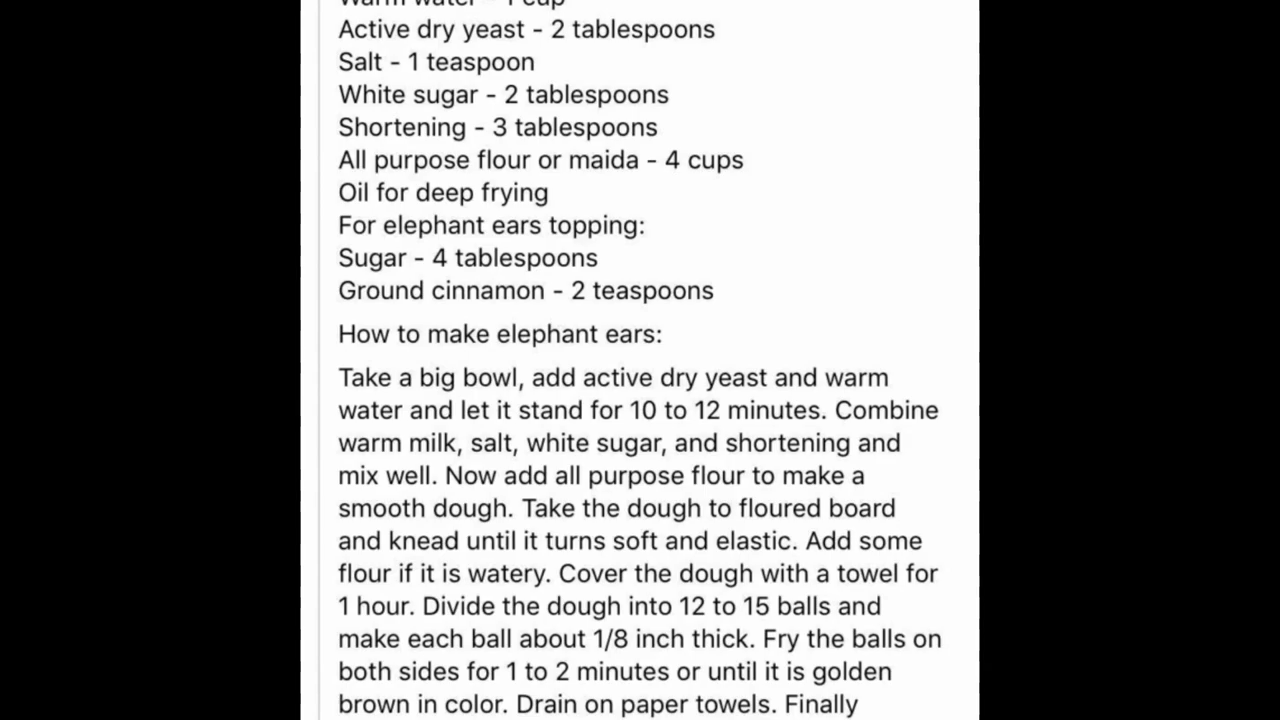 Warm water - 1 cup
Active dry yeast - 2 tablespoons
Salt - 1 teaspoon
White sugar - 2 tablespoons
Shortening - 3 tablespoons
All purpose flour or maida - 4 cups
Oil for deep frying
For elephant ears topping:
Sugar - 4 tablespoons
Ground cinnamon - 2 teaspoons
How to make elephant ears:
Take a big bowl, add active dry yeast and warm
water and let it stand for 10 to 12 minutes. Combine
warm milk, salt, white sugar, and shortening and
mix well. Now add all purpose flour to make a
smooth dough. Take the dough to floured board
and knead until it turns soft and elastic. Add some
flour if it is watery. Cover the dough with a towel for
1 hour. Divide the dough into 12 to 15 balls and
make each ball about 1/8 inch thick. Fry the balls on
both sides for 1 to 2 minutes or until it is golden
brown in color. Drain on paper towels. Finally